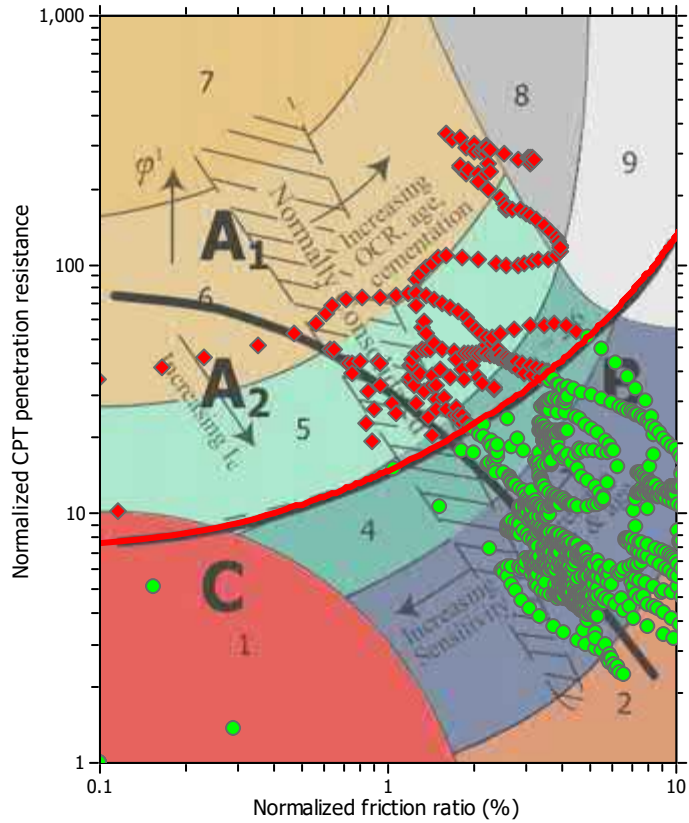 1,000
100
10
1
0.1
1
10
Normalized CPT penetration resistance
Normalized friction ratio (%)
7
8
9
φ'
A1
Normally
Increasing
OCR, age,
cementation
6
A2
Increasing Ic
5
B
4
C
1
Increasing
Sensitivity
2